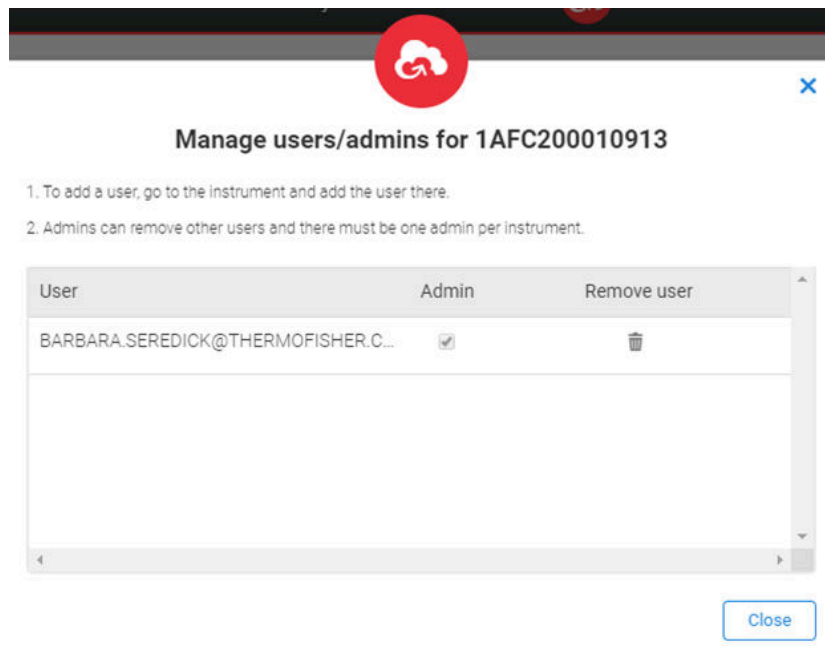 Manage users/admins for 1AFC200010913
1. To add a user, go to the instrument and add the user there.
2. Admins can remove other users and there must be one admin per instrument.
User Admin Remove user
BARBARA.SEREDICK@THERMOFISHER.C...
Close